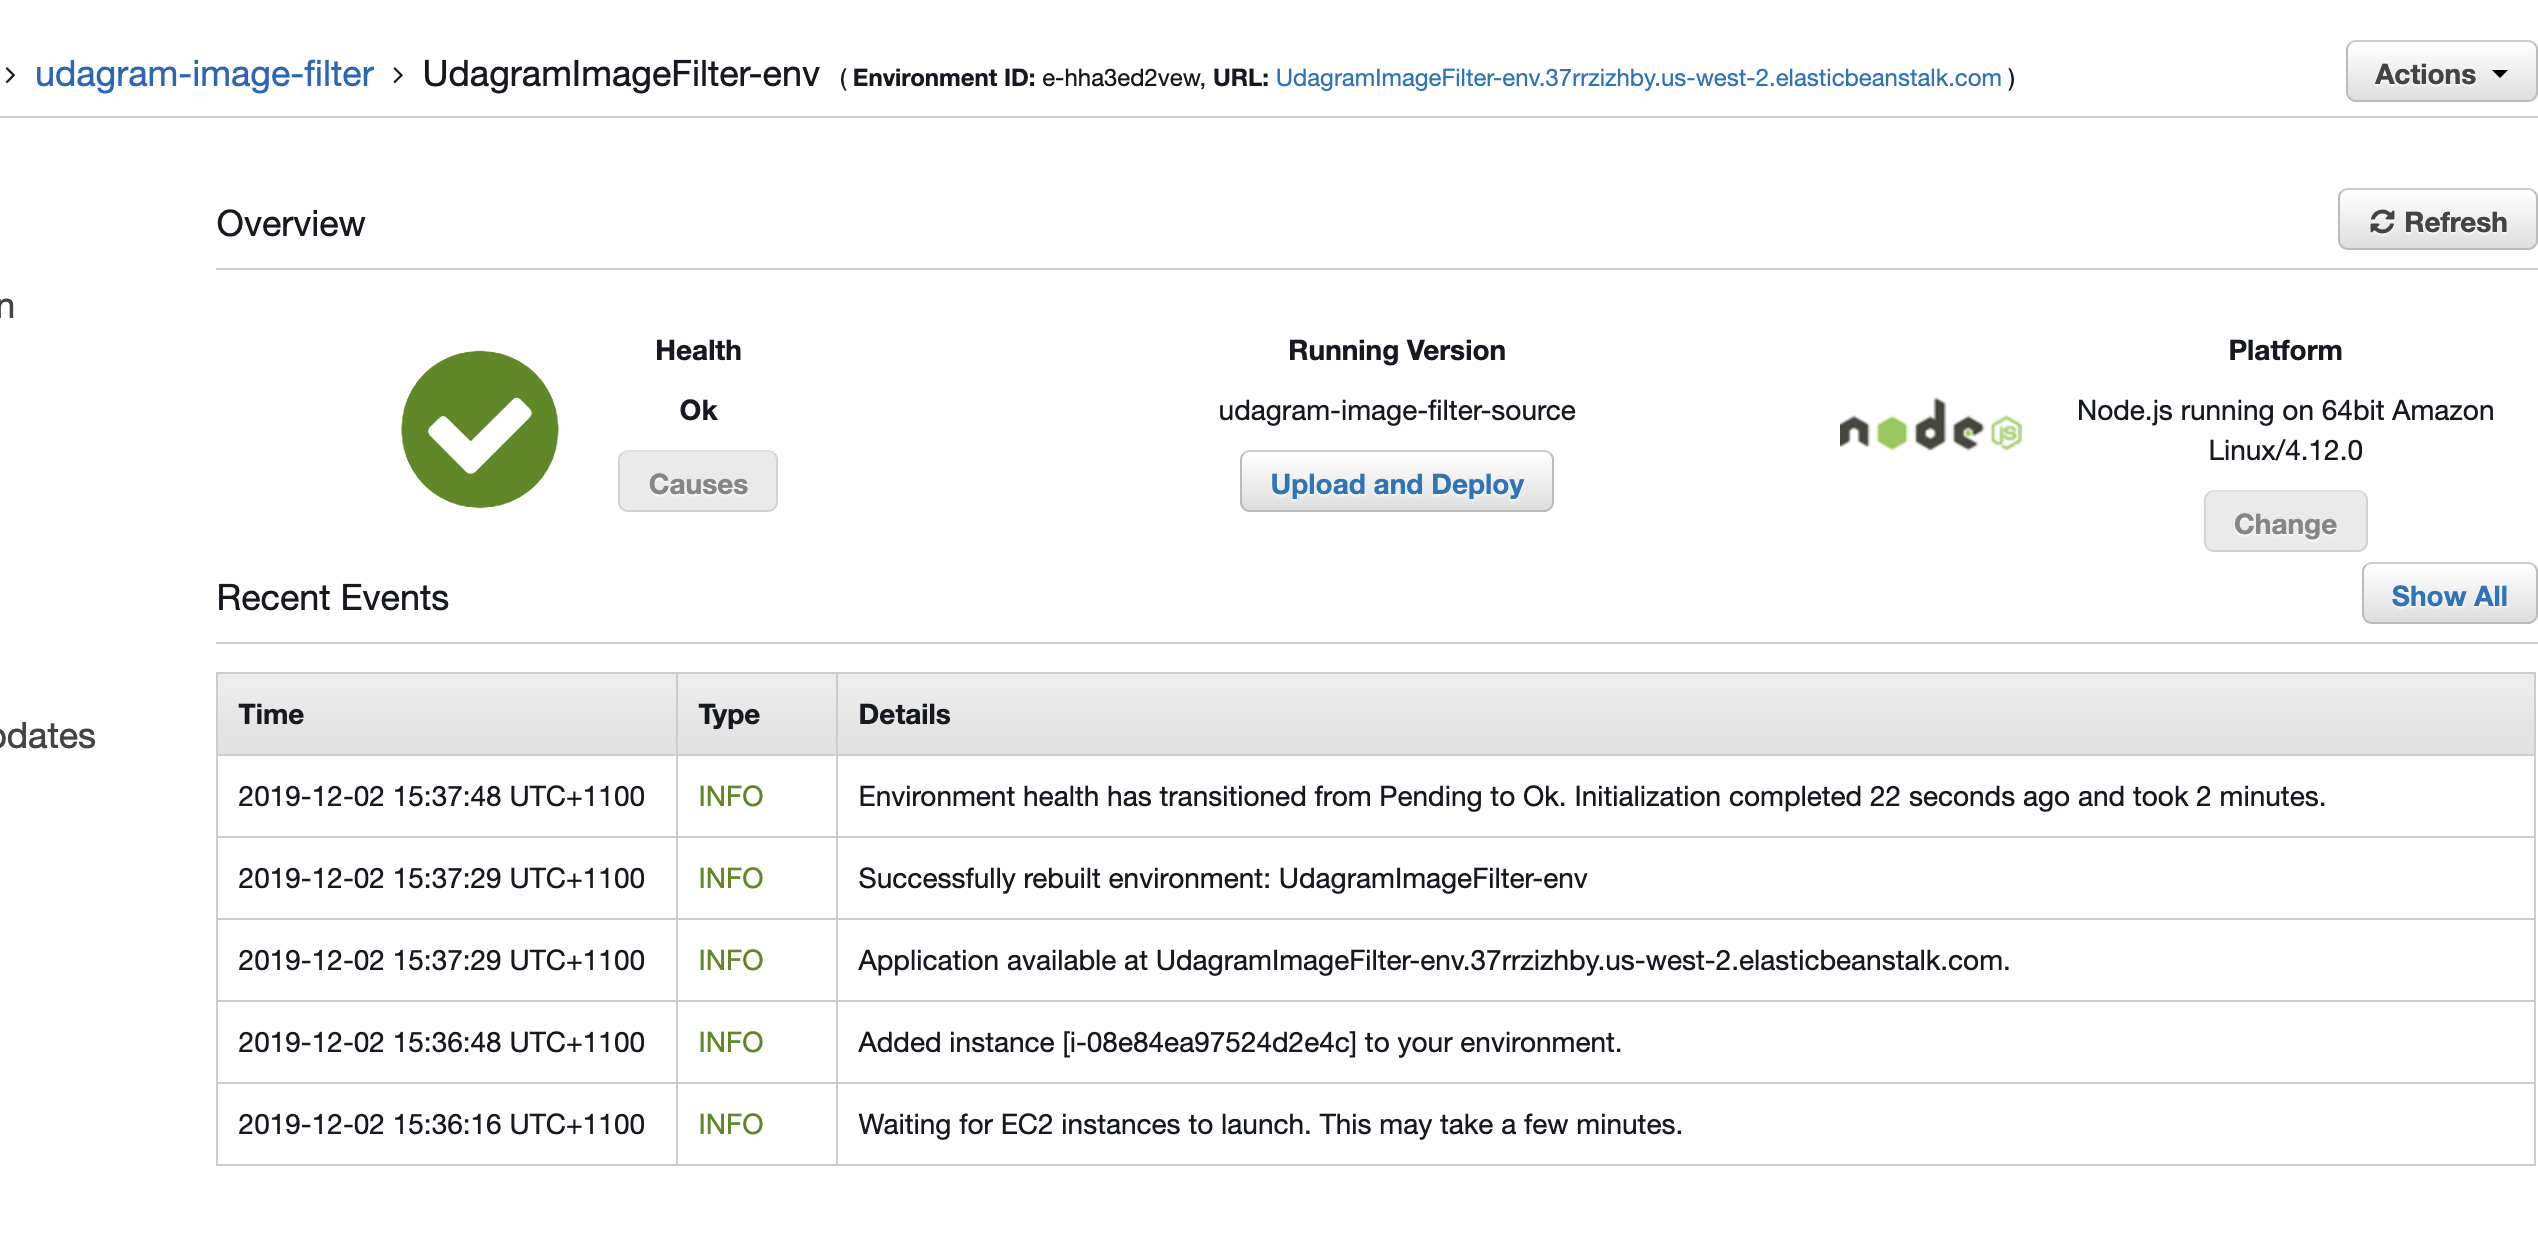 › udagram-image-filter › UdagramImageFilter-env ( Environment ID: e-hha3ed2vew, URL: UdagramImageFilter-env.37rrzizhby.us-west-2.elasticbeanstalk.com )
Actions
Overview
Refresh
n
Health
Ok
Causes
Running Version
udagram-image-filter-source
Upload and Deploy
node JS
Platform
Node.js running on 64bit Amazon
Linux/4.12.0
Change
Recent Events
Show All
pdates
Time Type Details
2019-12-02 15:37:48 UTC+1100 INFO Environment health has transitioned from Pending to Ok. Initialization completed 22 seconds ago and took 2 minutes.
2019-12-02 15:37:29 UTC+1100 INFO Successfully rebuilt environment: UdagramImageFilter-env
2019-12-02 15:37:29 UTC+1100 INFO Application available at UdagramImageFilter-env.37rrzizhby.us-west-2.elasticbeanstalk.com.
2019-12-02 15:36:48 UTC+1100 INFO Added instance [i-08e84ea97524d2e4c] to your environment.
2019-12-02 15:36:16 UTC+1100 INFO Waiting for EC2 instances to launch. This may take a few minutes.